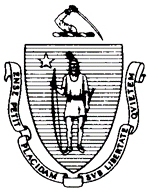 ENSE PETIT
PLACIDAM
SVB LIBERTATE
QVIETEM